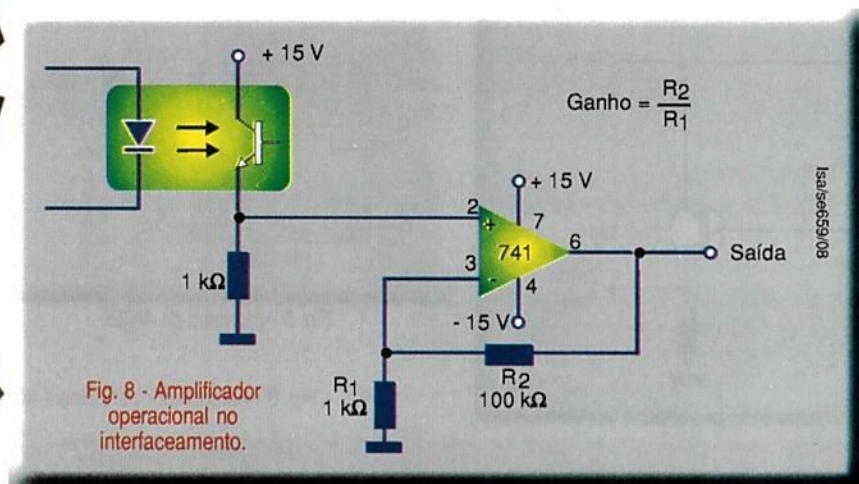 + 15 V
Ganho = R2
R1
+ 15 V
2
+
7
741
6
Saída
3
-
4
- 15 V
1 kΩ
R1
1 kΩ
R2
100 kΩ
Fig. 8 - Amplificador
operacional no
interfaceamento.
Isa/se659/08